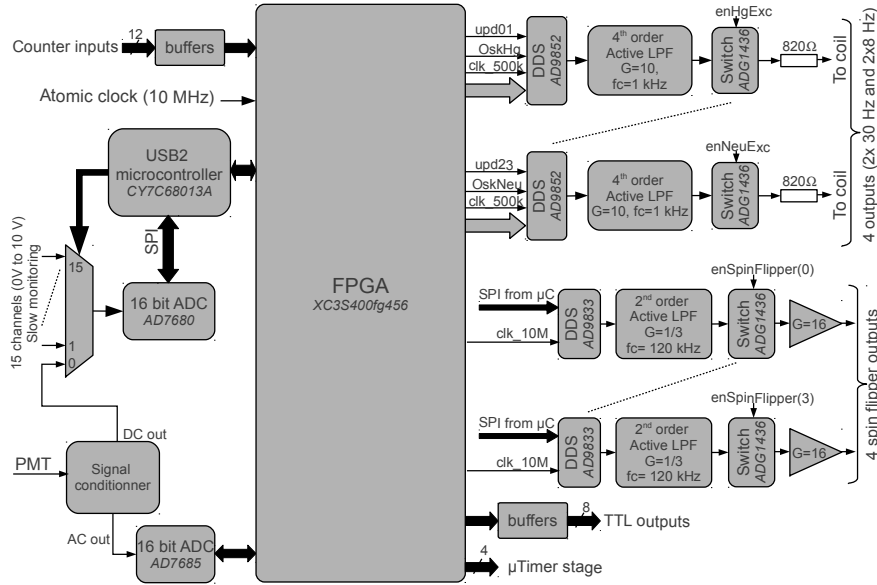 Counter inputs
12
buffers
Atomic clock (10 MHz)
USB2
microcontroller
CY7C68013A
SPI
15 channels (0V to 10 V)
Slow monitoring
15
1
0
16 bit ADC
AD7680
DC out
PMT
Signal
conditionner
AC out
16 bit ADC
AD7685
FPGA
XC3S400fg456
upd01
OskHg
clk_500k
DDS
AD9852
4th order
Active LPF
G=10,
fc=1 kHz
enHgExc
Switch
ADG1436
820Ω
To coil
upd23
OskNeu
clk_500k
DDS
AD9852
4th order
Active LPF
G=10, fc=1 kHz
enNeuExc
Switch
ADG1436
820Ω
To coil
4 outputs (2x 30 Hz and 2x8 Hz)
SPI from µC
clk_10M
DDS
AD9833
2nd order
Active LPF
G=1/3
fc= 120 kHz
enSpinFlipper(0)
Switch
ADG1436
G=16
SPI from µC
clk_10M
DDS
AD9833
2nd order
Active LPF
G=1/3
fc= 120 kHz
enSpinFlipper(3)
Switch
ADG1436
G=16
4 spin flipper outputs
buffers
8
TTL outputs
4
µTimer stage